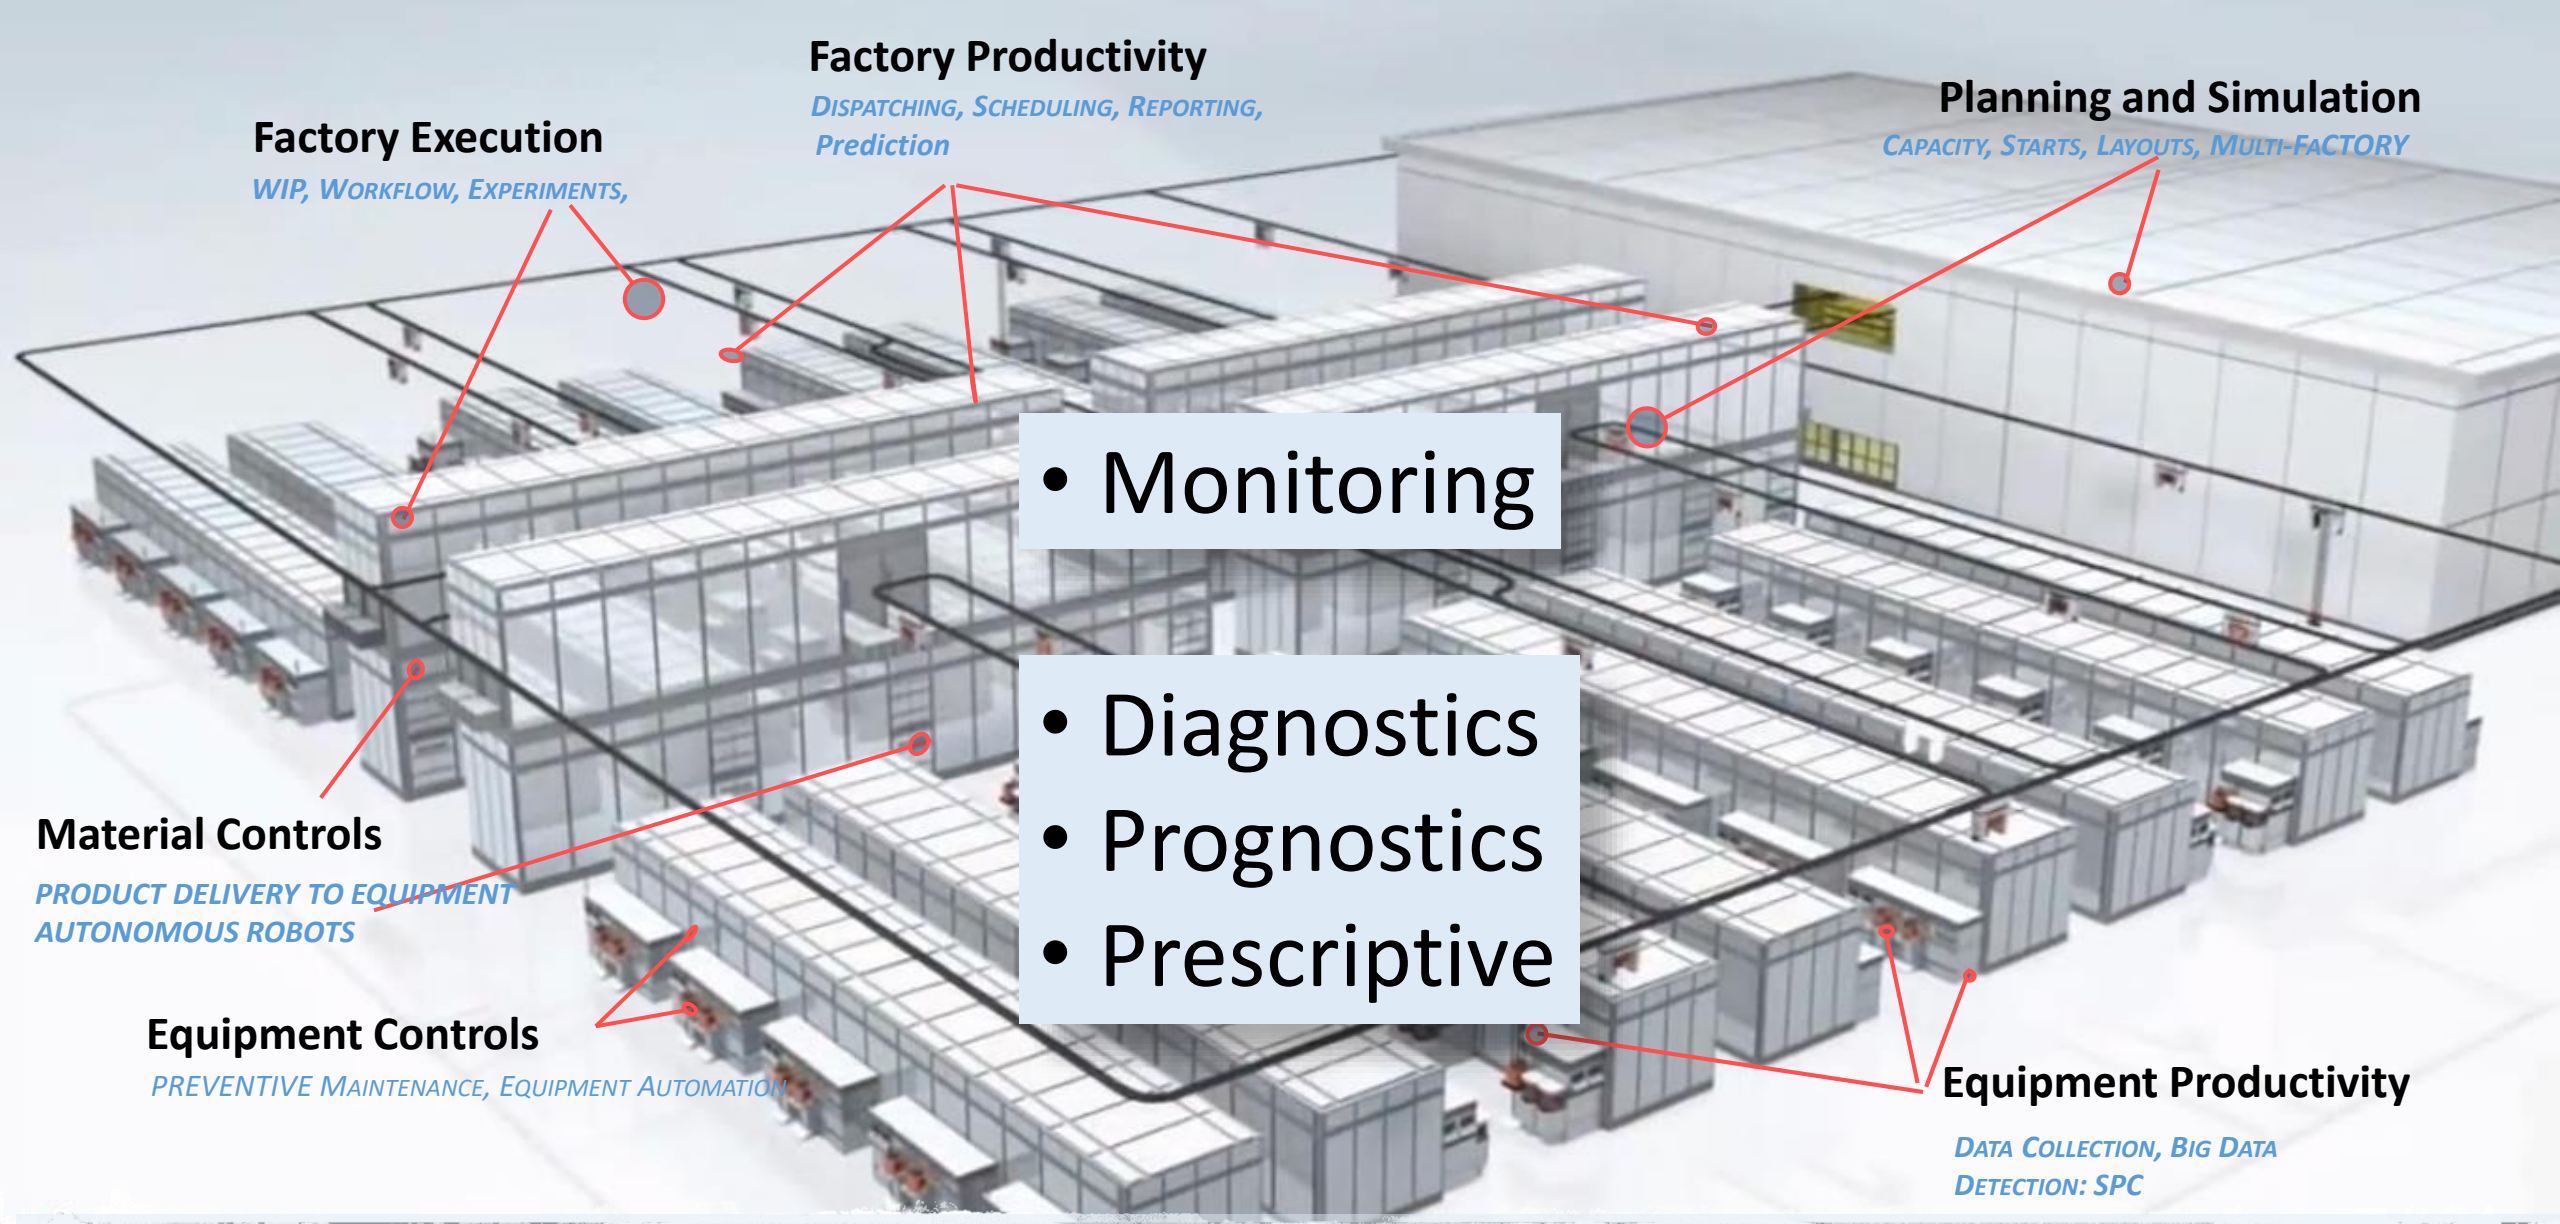 Factory Productivity
DISPATCHING, SCHEDULING, REPORTING,
Prediction
Planning and Simulation
CAPACITY, STARTS, LAYOUTS, MULTI-FACTORY
Factory Execution
WIP, WORKFLOW, EXPERIMENTS,
• Monitoring
• Diagnostics
• Prognostics
• Prescriptive
Material Controls
PRODUCT DELIVERY TO EQUIPMENT
AUTONOMOUS ROBOTS
Equipment Controls
PREVENTIVE MAINTENANCE, EQUIPMENT AUTOMATION
Equipment Productivity
DATA COLLECTION, BIG DATA
DETECTION: SPC